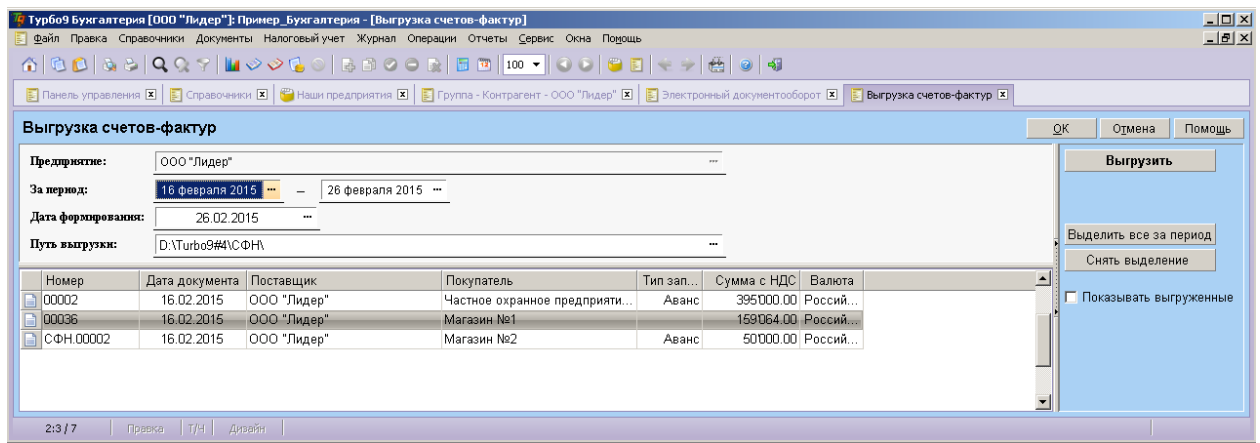 Турбо9 Бухгалтерия [ООО "Лидер"]: Пример_Бухгалтерия - [Выгрузка счетов-фактур]
Файл Правка Справочники Документы Налоговый учет Журнал Операции Отчеты Сервис Окна Помощь
100
Панель управления Справочники Наши предприятия Группа - Контрагент - ООО "Лидер" Электронный документооборот Выгрузка счетов-фактур
Выгрузка счетов-фактур OK Отмена Помощь
Предприятие: ООО "Лидер" ... Выгрузить
За период: 16 февраля 2015 ... – 26 февраля 2015 ...
Дата формирования: 26.02.2015 ...
Выделить все за период
Путь выгрузки: D:\Turbo9#4\СФН\ ...
Снять выделение
Номер Дата документа Поставщик Покупатель Тип зап... Сумма с НДС Валюта
00002 16.02.2015 ООО "Лидер" Частное охранное предприяти... Аванс 395'000.00 Россий...
Показывать выгруженные
00036 16.02.2015 ООО "Лидер" Магазин №1 159'064.00 Россий...
СФН.00002 16.02.2015 ООО "Лидер" Магазин №2 Аванс 50'000.00 Россий...
2:3 / 7 Правка Т/Ч Дизайн